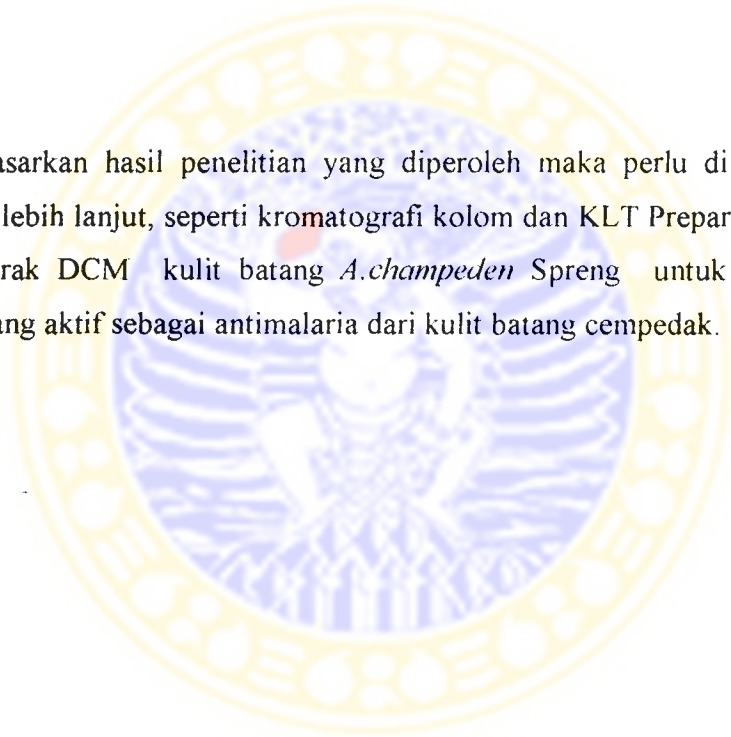 asarkan hasil penelitian yang diperoleh maka perlu di
lebih lanjut, seperti kromatografi kolom dan KLT Prepar
rak DCM kulit batang A.champeden Spreng untuk
ang aktif sebagai antimalaria dari kulit batang cempedak.